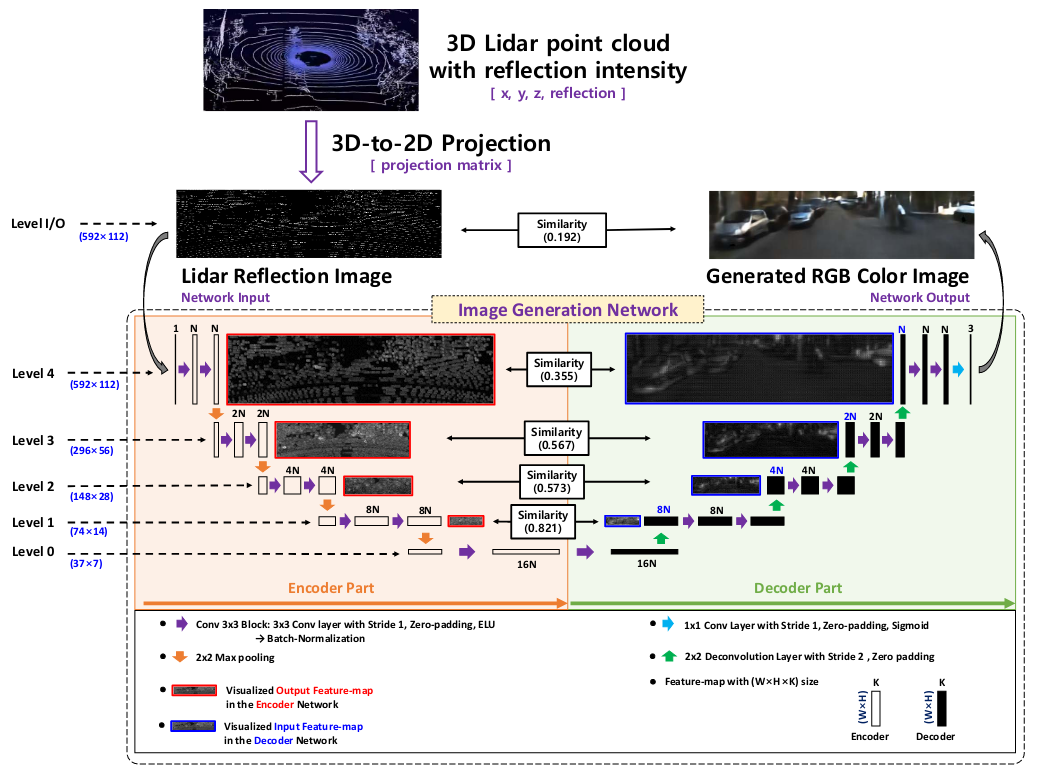 3D Lidar point cloud
with reflection intensity
[ x, y, z, reflection ]
3D-to-2D Projection
[ projection matrix ]
Level I/O
(592×112)
Similarity
(0.192)
Lidar Reflection Image
Network Input
Generated RGB Color Image
Network Output
Image Generation Network
1 N N
N N N 3
Level 4
(592×112)
Similarity
(0.355)
2N 2N
2N 2N
Level 3
(296×56)
Similarity
(0.567)
4N 4N
4N 4N
Level 2
(148×28)
Similarity
(0.573)
8N 8N
8N 8N
Level 1
(74×14)
Similarity
(0.821)
Level 0
(37×7)
16N
16N
Encoder Part
Decoder Part
• Conv 3x3 Block: 3x3 Conv layer with Stride 1, Zero-padding, ELU
→ Batch-Normalization
• 2x2 Max pooling
• Visualized Output Feature-map
in the Encoder Network
• Visualized Input Feature-map
in the Decoder Network
• 1x1 Conv Layer with Stride 1, Zero-padding, Sigmoid
• 2x2 Deconvolution Layer with Stride 2 , Zero padding
• Feature-map with (W×H×K) size
K
(W×H)
Encoder
K
(W×H)
Decoder